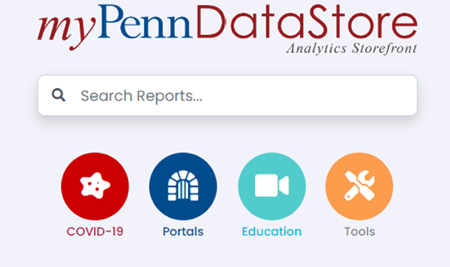 myPennDataStore
Analytics Storefront
Search Reports...
COVID-19 Portals Education Tools